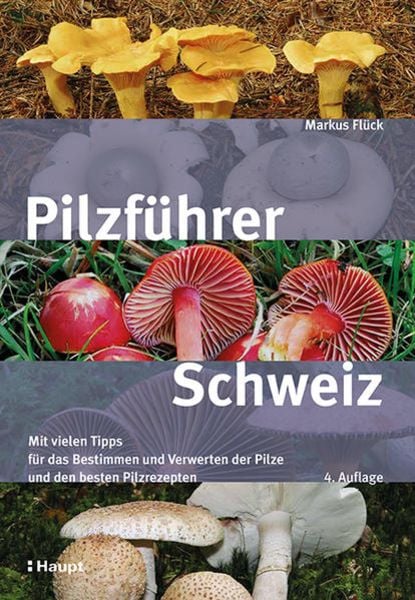 Markus Flück
Pilzführer
Schweiz
Mit vielen Tipps
für das Bestimmen und Verwerten der Pilze
und den besten Pilzrezepten
4. Auflage
Haupt